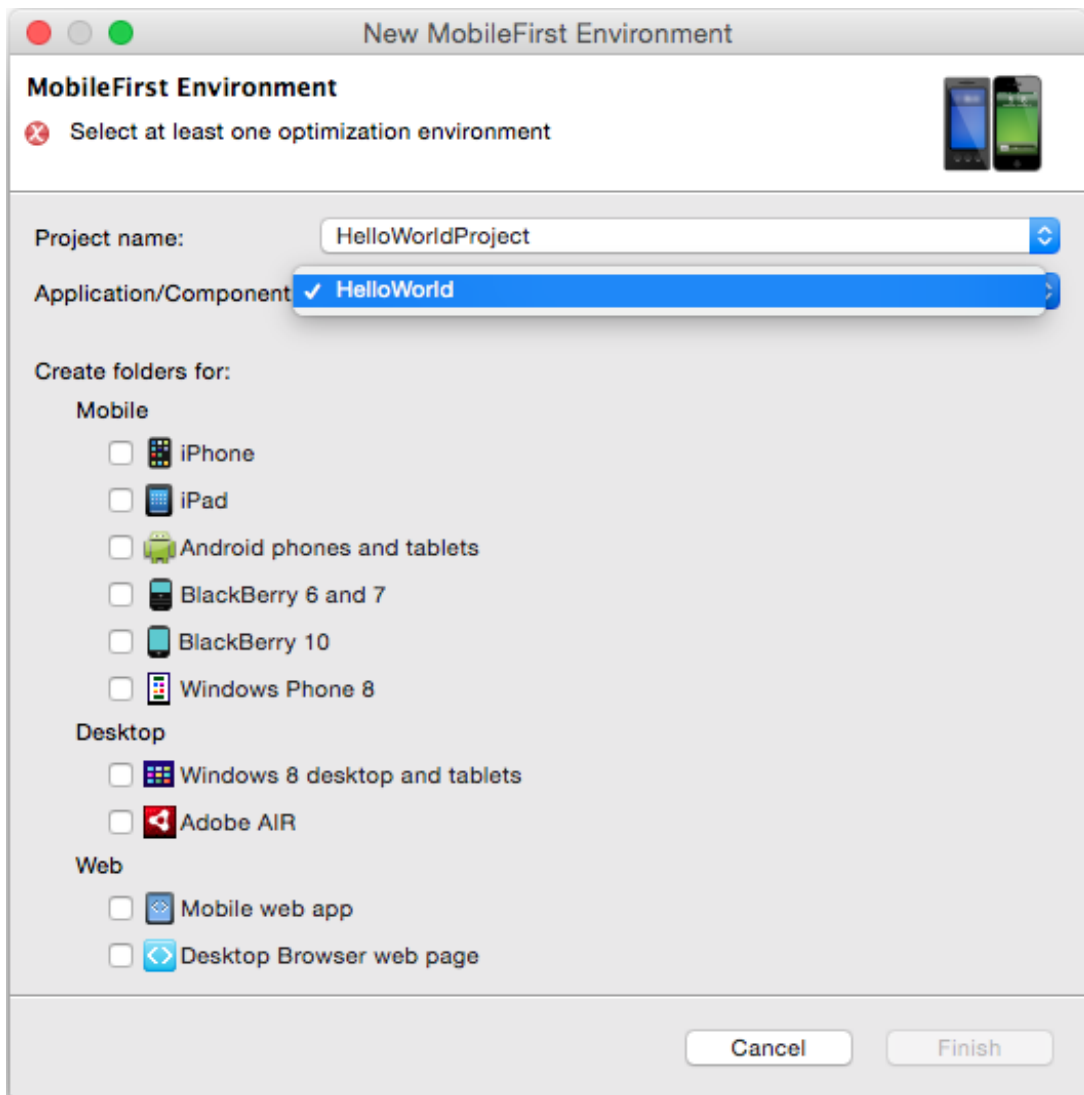 New MobileFirst Environment
MobileFirst Environment
Select at least one optimization environment
Project name:
HelloWorldProject
Application/Component
✓ HelloWorld
Create folders for:
Mobile
iPhone
iPad
Android phones and tablets
BlackBerry 6 and 7
BlackBerry 10
Windows Phone 8
Desktop
Windows 8 desktop and tablets
Adobe AIR
Web
Mobile web app
Desktop Browser web page
Cancel
Finish